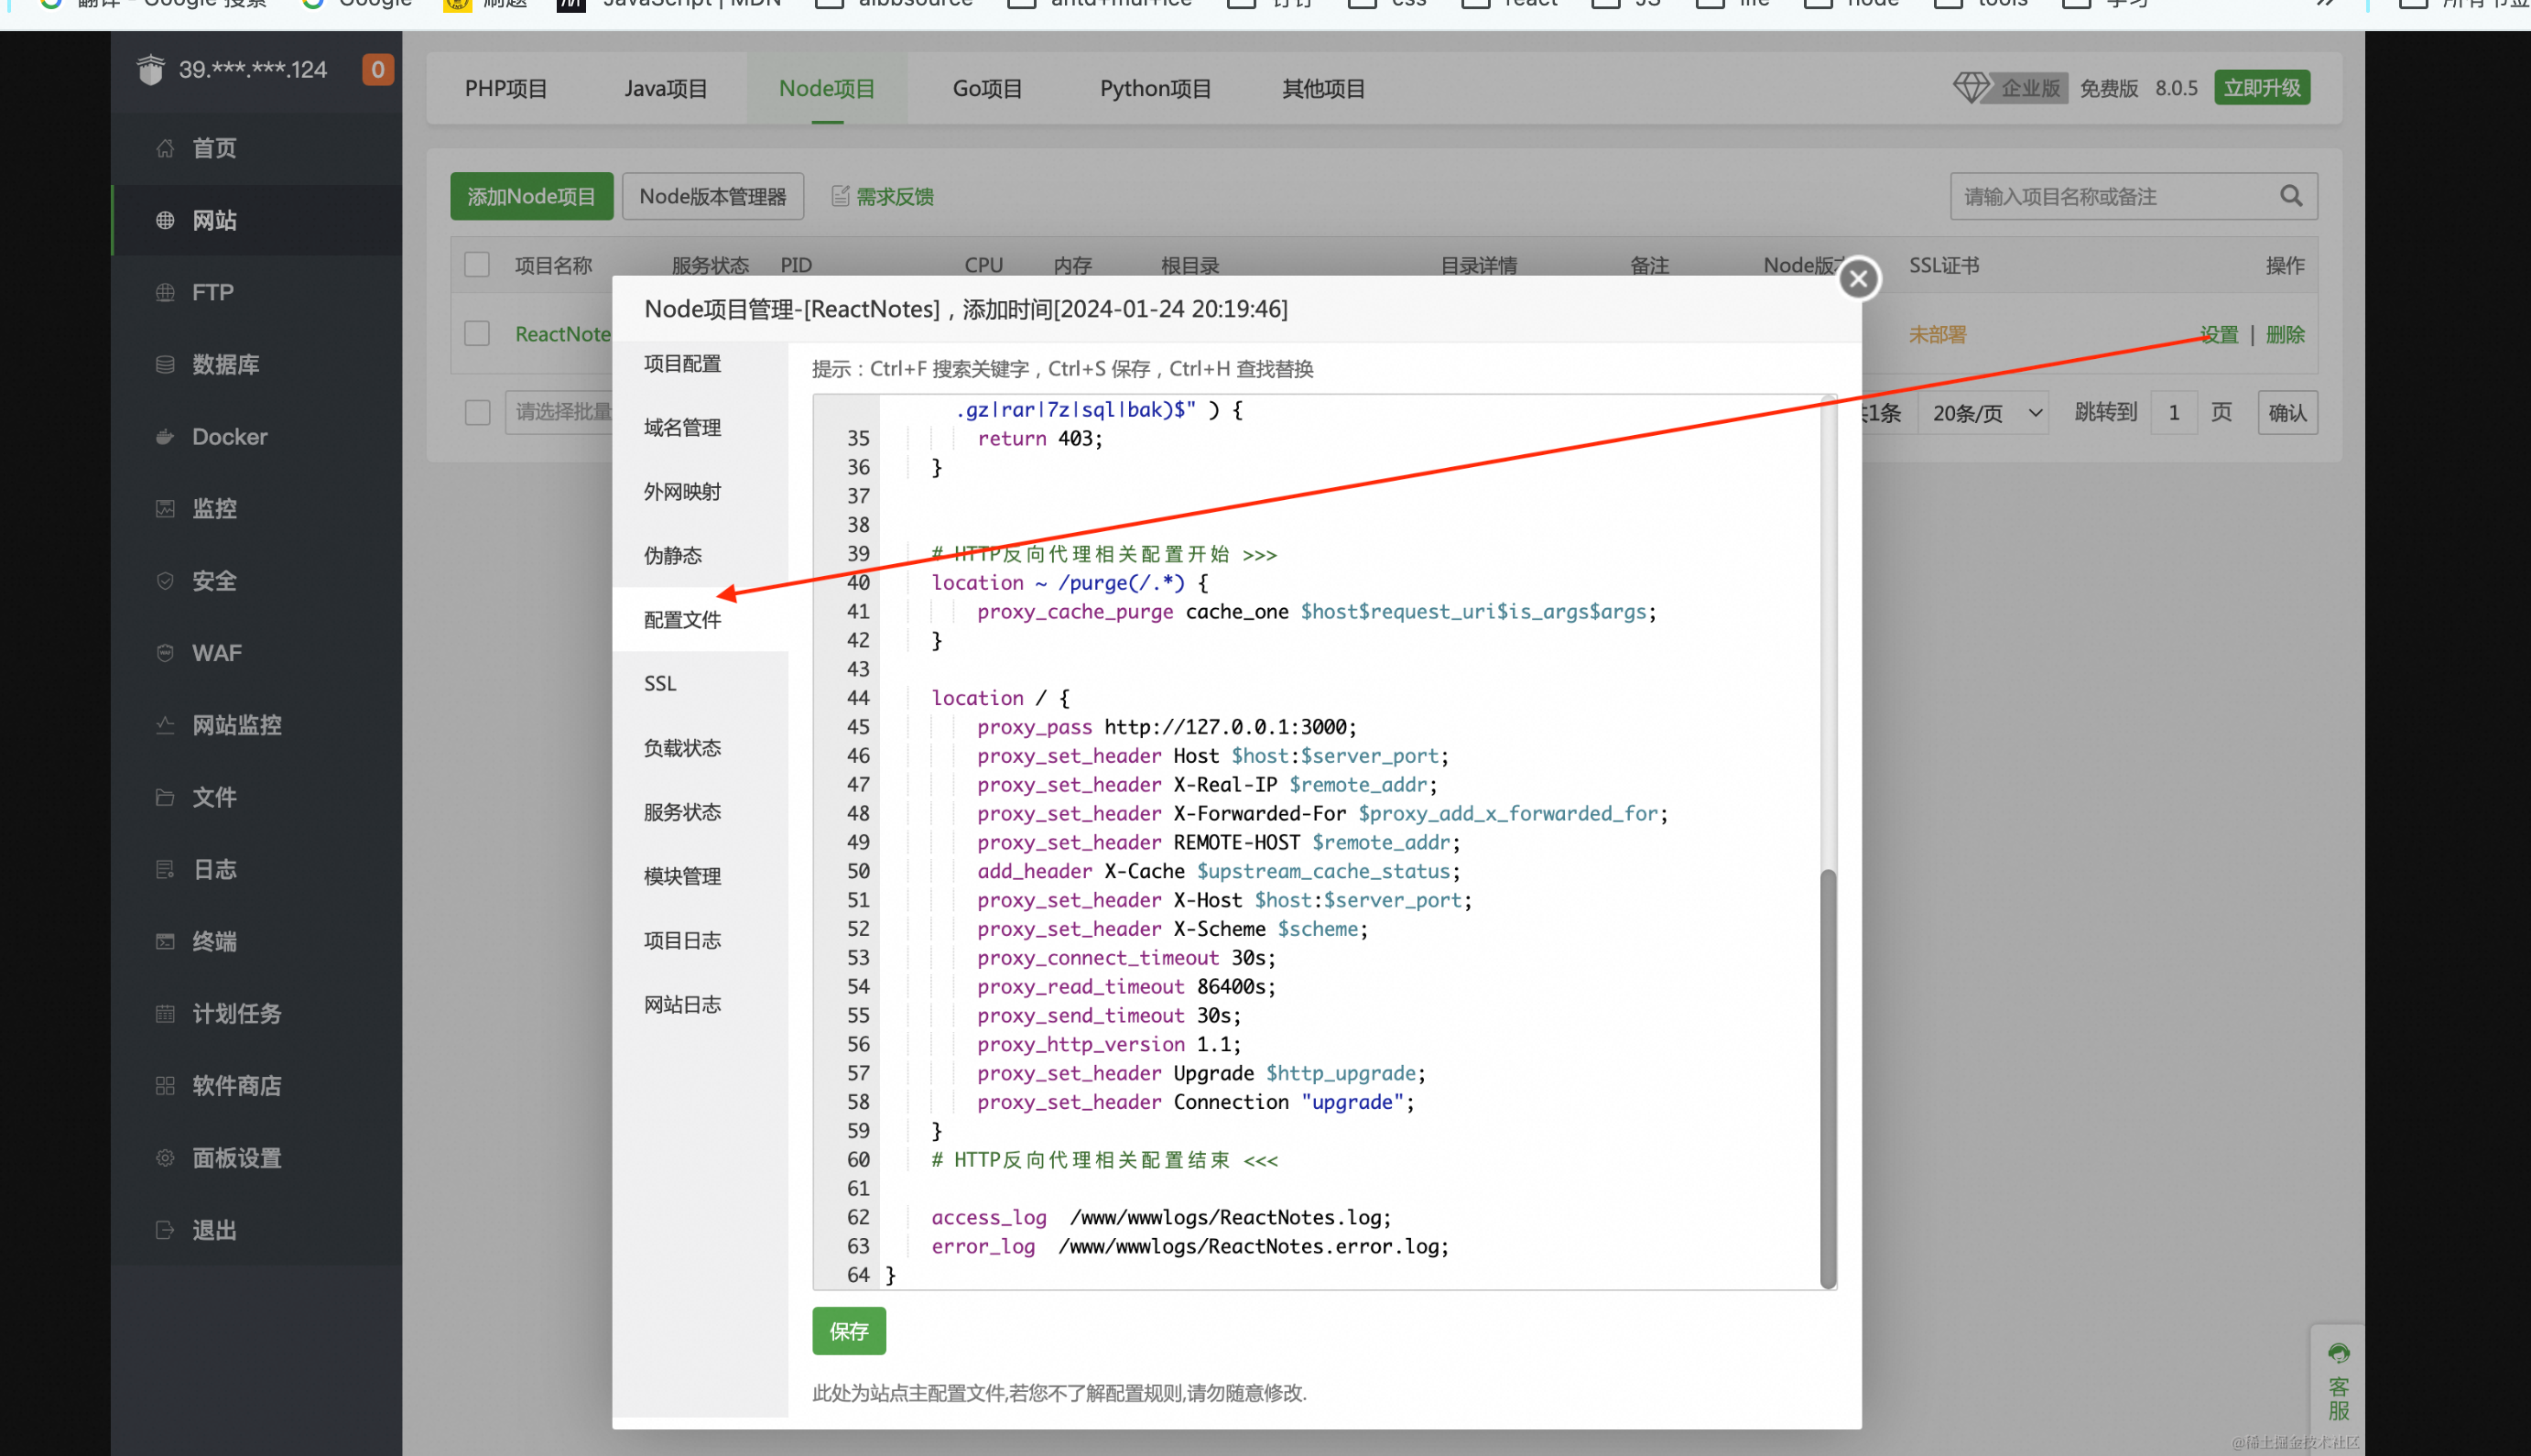 翻译 - Google 搜索 Google 刷题 JavaScript | MDN aibbsource antd+mui+ice 钉钉 css react JS life node tools 学习 » 所有书签
39.***.***.124 0
首页
网站
FTP
数据库
Docker
监控
安全
WAF
网站监控
文件
日志
终端
计划任务
软件商店
面板设置
退出
PHP项目 Java项目 Node项目 Go项目 Python项目 其他项目 企业版 免费版 8.0.5 立即升级
添加Node项目 Node版本管理器 需求反馈 请输入项目名称或备注
项目名称 服务状态 PID CPU 内存 根目录 目录详情 备注 Node版本 SSL证书 操作
ReactNote 未部署 设置 | 删除
请选择批量 1条 20条/页 跳转到 1 页 确认
Node项目管理-[ReactNotes]，添加时间[2024-01-24 20:19:46]
项目配置
域名管理
外网映射
伪静态
配置文件
SSL
负载状态
服务状态
模块管理
项目日志
网站日志
提示：Ctrl+F 搜索关键字，Ctrl+S 保存，Ctrl+H 查找替换
.gz|rar|7z|sql|bak)$" ) {
35 return 403;
36 }
37
38
39 # HTTP反向代理相关配置开始 >>>
40 location ~ /purge(/.*) {
41 proxy_cache_purge cache_one $host$request_uri$is_args$args;
42 }
43
44 location / {
45 proxy_pass http://127.0.0.1:3000;
46 proxy_set_header Host $host:$server_port;
47 proxy_set_header X-Real-IP $remote_addr;
48 proxy_set_header X-Forwarded-For $proxy_add_x_forwarded_for;
49 proxy_set_header REMOTE-HOST $remote_addr;
50 add_header X-Cache $upstream_cache_status;
51 proxy_set_header X-Host $host:$server_port;
52 proxy_set_header X-Scheme $scheme;
53 proxy_connect_timeout 30s;
54 proxy_read_timeout 86400s;
55 proxy_send_timeout 30s;
56 proxy_http_version 1.1;
57 proxy_set_header Upgrade $http_upgrade;
58 proxy_set_header Connection "upgrade";
59 }
60 # HTTP反向代理相关配置结束 <<<
61
62 access_log /www/wwwlogs/ReactNotes.log;
63 error_log /www/wwwlogs/ReactNotes.error.log;
64 }
保存
此处为站点主配置文件,若您不了解配置规则,请勿随意修改.
客服
@稀土掘金技术社区